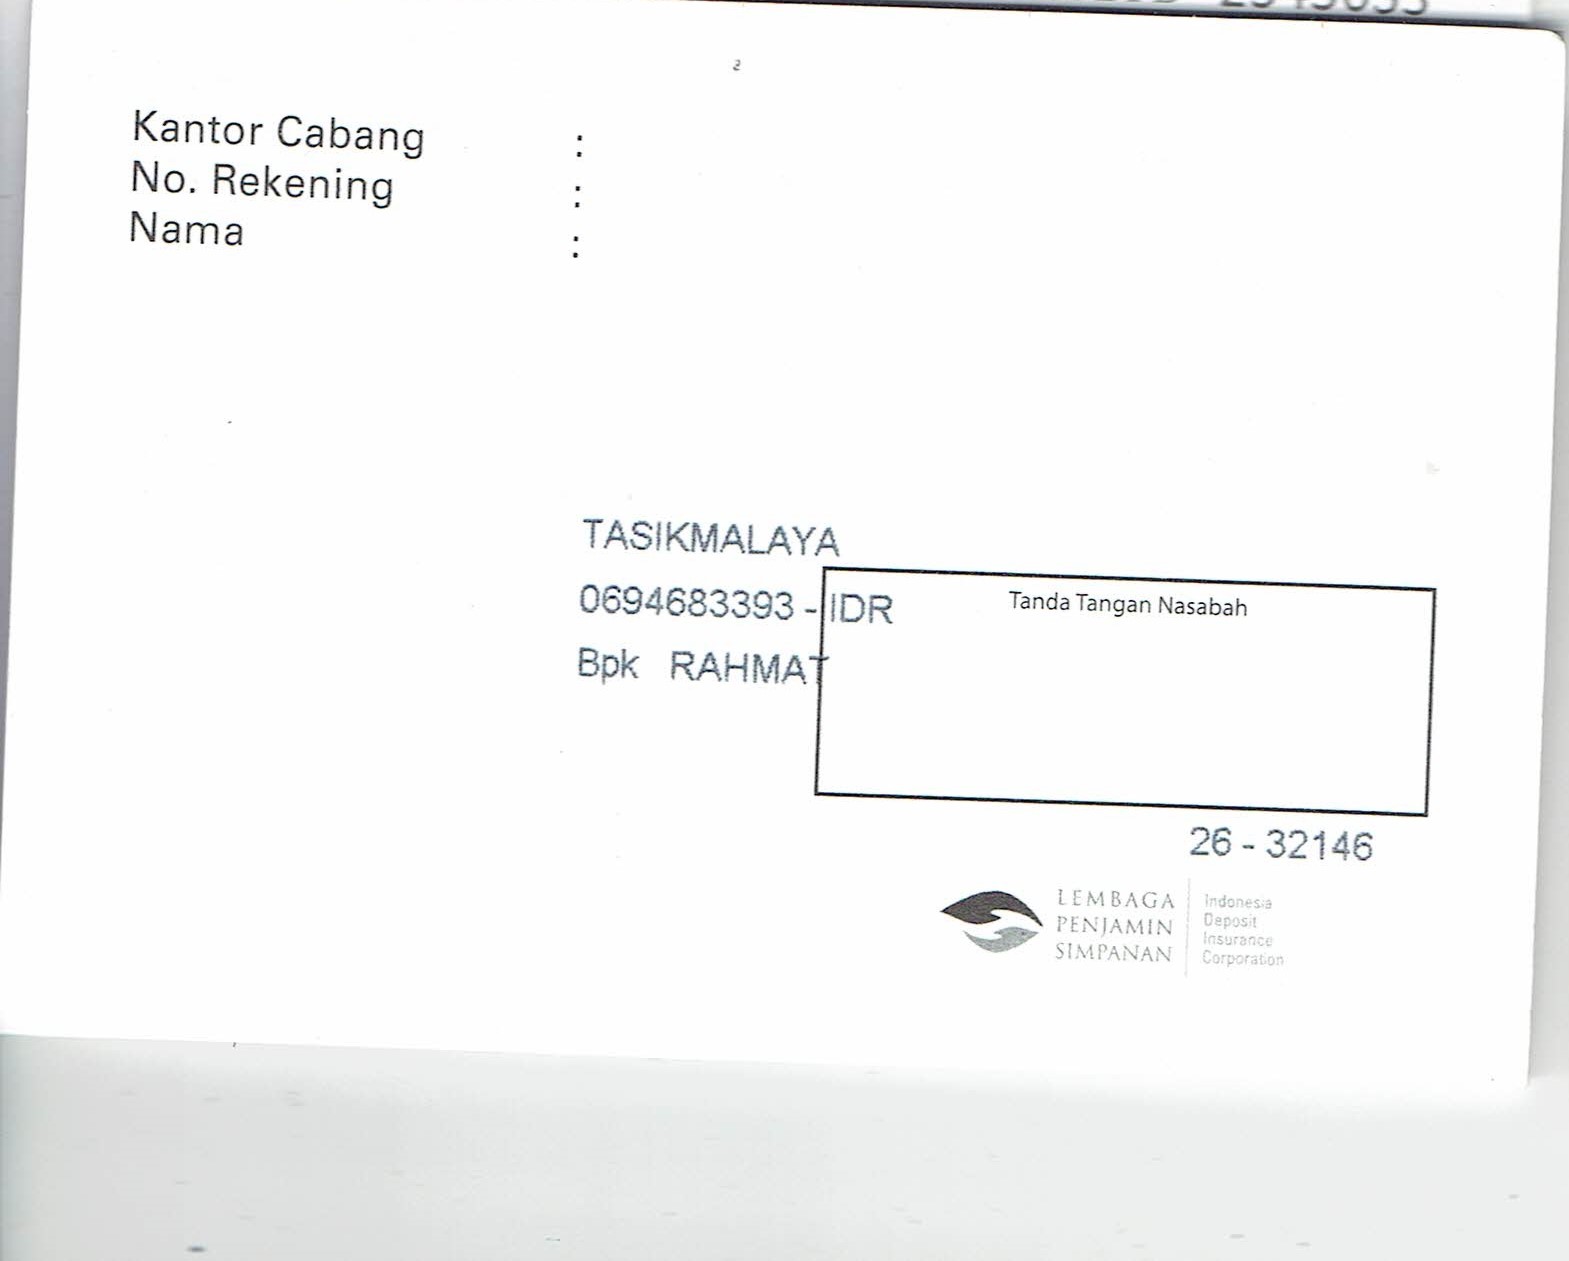 Kantor Cabang :
No. Rekening :
Nama :
TASIKMALAYA
0694683393 - IDR
Bpk RAHMAT
Tanda Tangan Nasabah
26 - 32146
LEMBAGA
PENJAMIN
SIMPANAN
Indonesia
Deposit
Insurance
Corporation